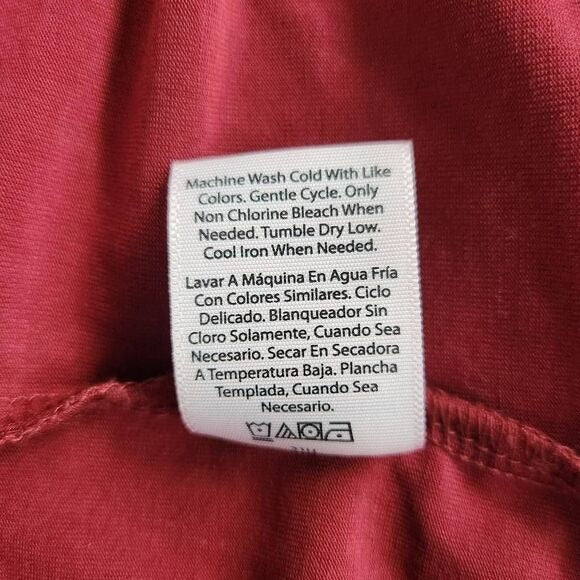 Machine Wash Cold With Like
Colors. Gentle Cycle. Only
Non Chlorine Bleach When
Needed. Tumble Dry Low.
Cool Iron When Needed.
Lavar A Máquina En Agua Fría
Con Colores Similares. Ciclo
Delicado. Blanqueador Sin
Cloro Solamente, Cuando Sea
Necesario. Secar En Secadora
A Temperatura Baja. Plancha
Templada, Cuando Sea
Necesario.